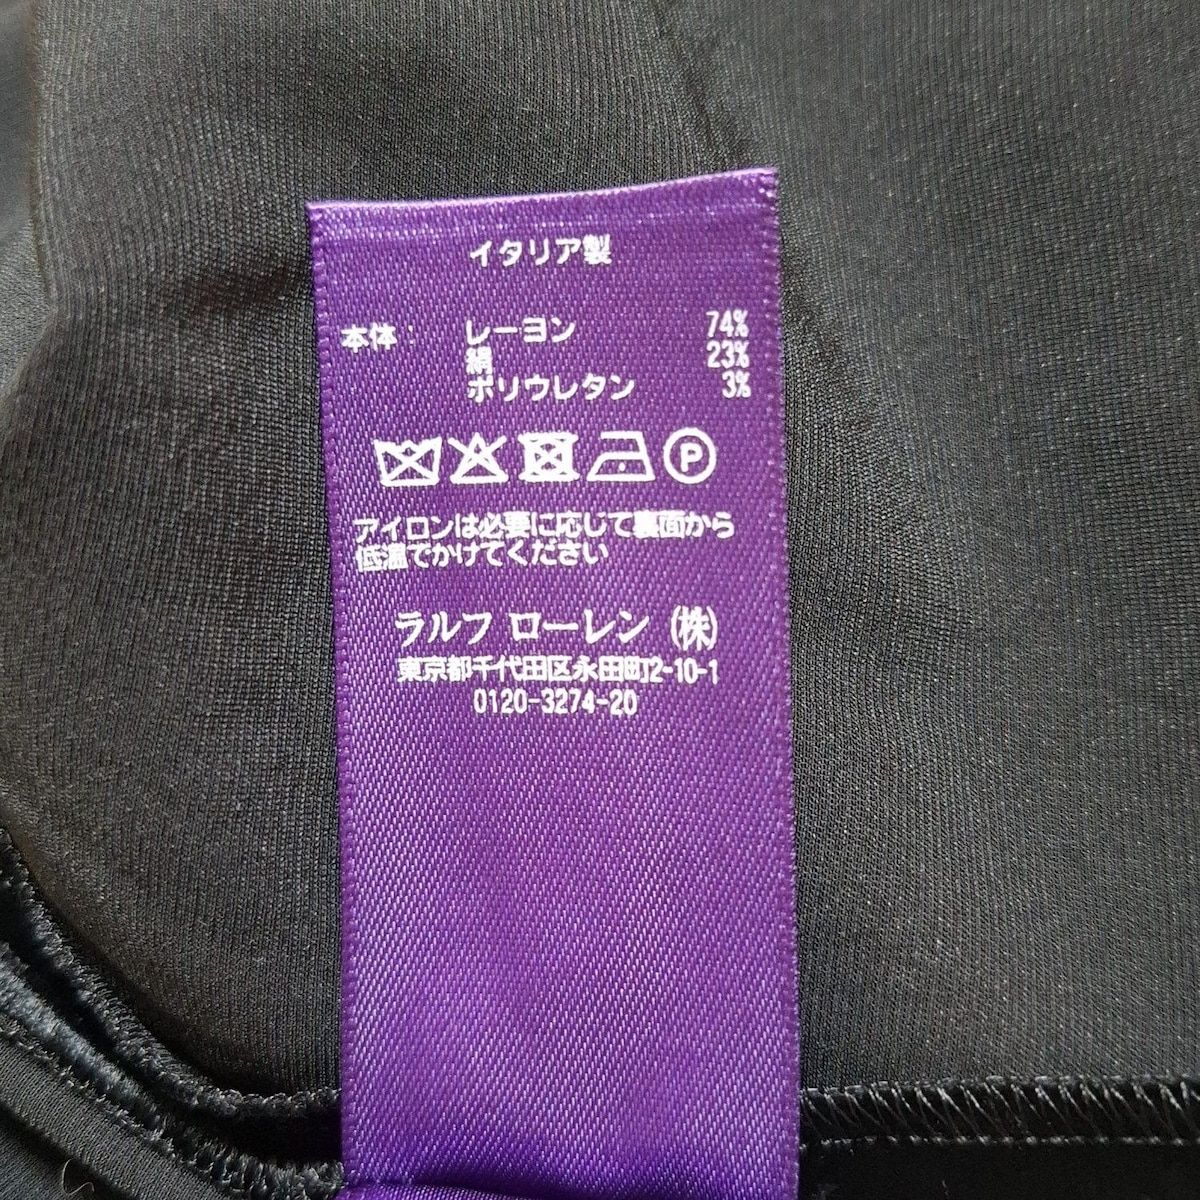 イタリア製
本体： レーヨン 74%
絹 23%
ポリウレタン 3%
P
アイロンは必要に応じて裏面から
低温でかけてください
ラルフ ローレン (株)
東京都千代田区永田町2-10-1
0120-3274-20